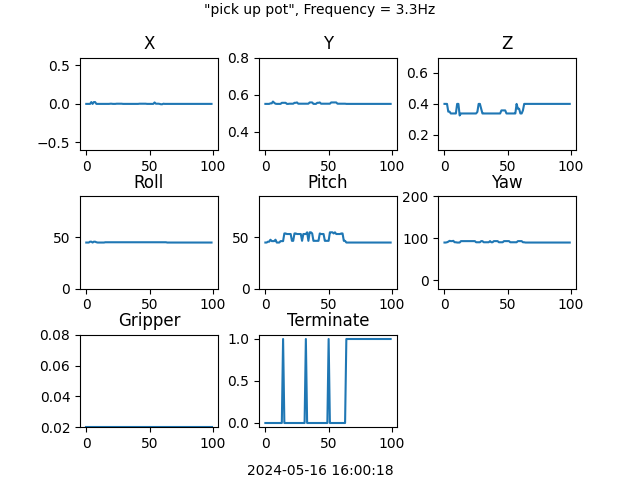 "pick up pot", Frequency = 3.3Hz
X Y Z
0.5 0.0 −0.5 0 50 100
0.8 0.6 0.4 0 50 100
0.6 0.4 0.2 0 50 100
Roll Pitch Yaw
50 0 0 50 100
50 0 0 50 100
200 100 0 0 50 100
Gripper Terminate
0.08 0.06 0.04 0.02 0 50 100
1.0 0.5 0.0 0 50 100
2024-05-16 16:00:18